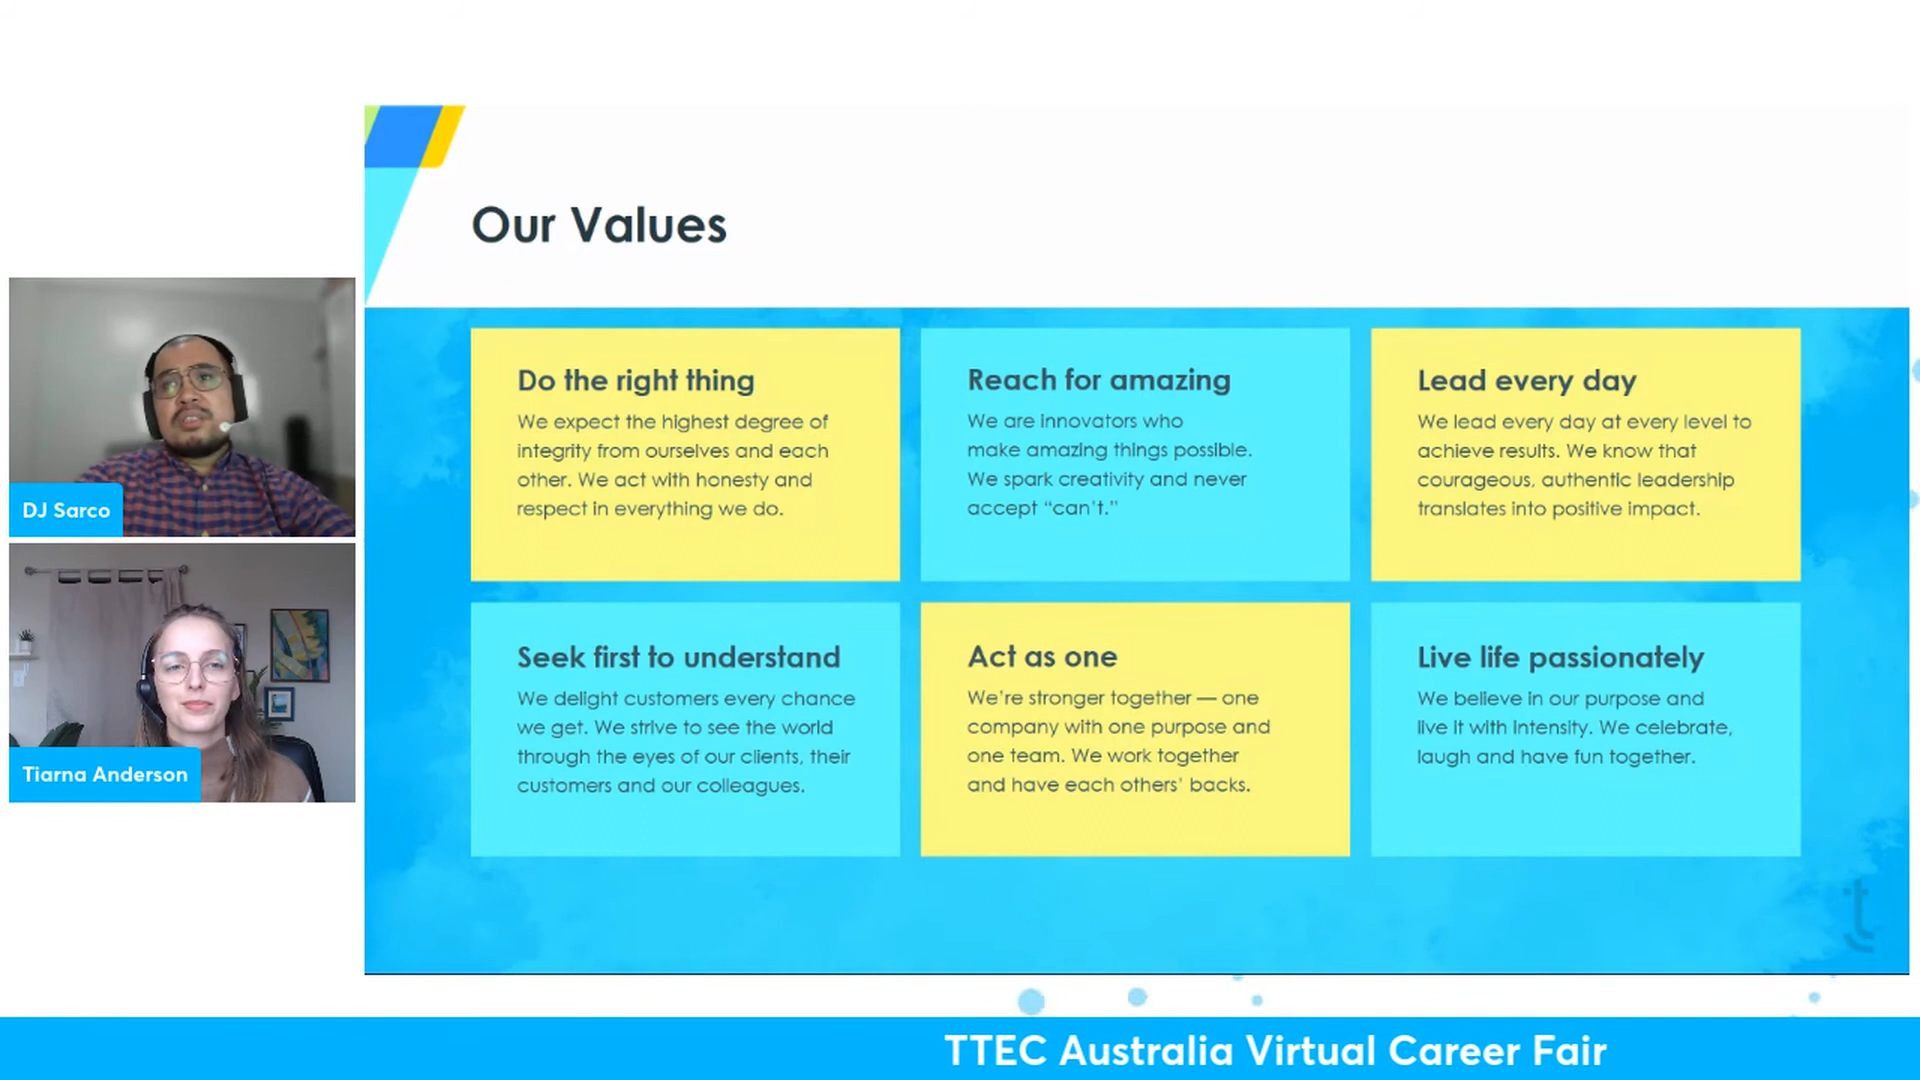 Our Values
Do the right thing
We expect the highest degree of
integrity from ourselves and each
other. We act with honesty and
respect in everything we do.
Reach for amazing
We are innovators who
make amazing things possible.
We spark creativity and never
accept “can’t.”
Lead every day
We lead every day at every level to
achieve results. We know that
courageous, authentic leadership
translates into positive impact.
Seek first to understand
We delight customers every chance
we get. We strive to see the world
through the eyes of our clients, their
customers and our colleagues.
Act as one
We’re stronger together — one
company with one purpose and
one team. We work together
and have each others’ backs.
Live life passionately
We believe in our purpose and
live it with intensity. We celebrate,
laugh and have fun together.
DJ Sarco
Tiarna Anderson
t
TTEC Australia Virtual Career Fair